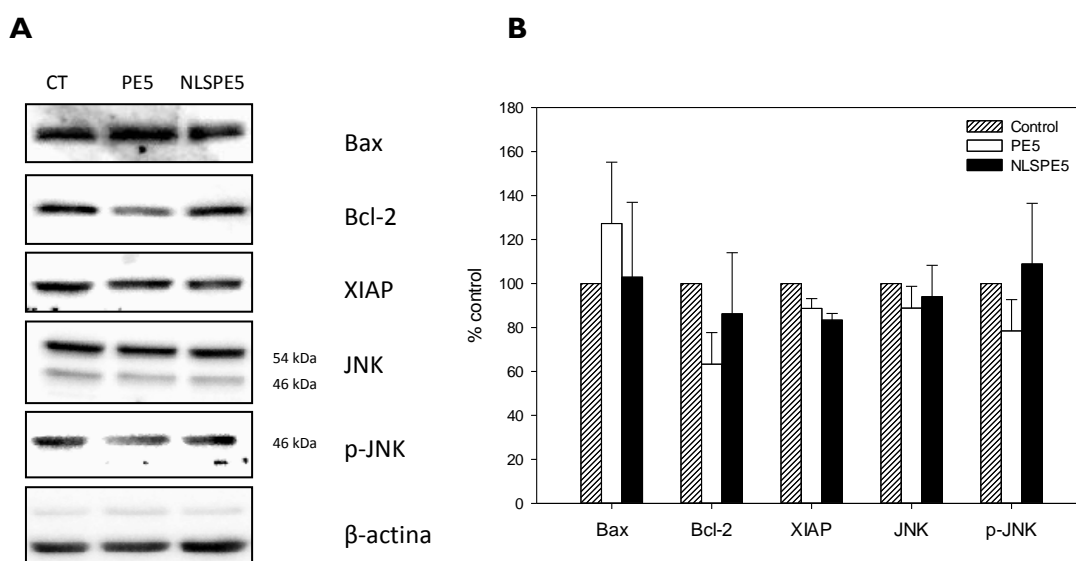 A
CT PE5 NLSPE5
Bax
Bcl-2
XIAP
54 kDa
JNK
46 kDa
46 kDa
p-JNK
β-actina
B
180
160
140
120
100
80
60
40
20
0
% control
Control
PE5
NLSPE5
Bax Bcl-2 XIAP JNK p-JNK